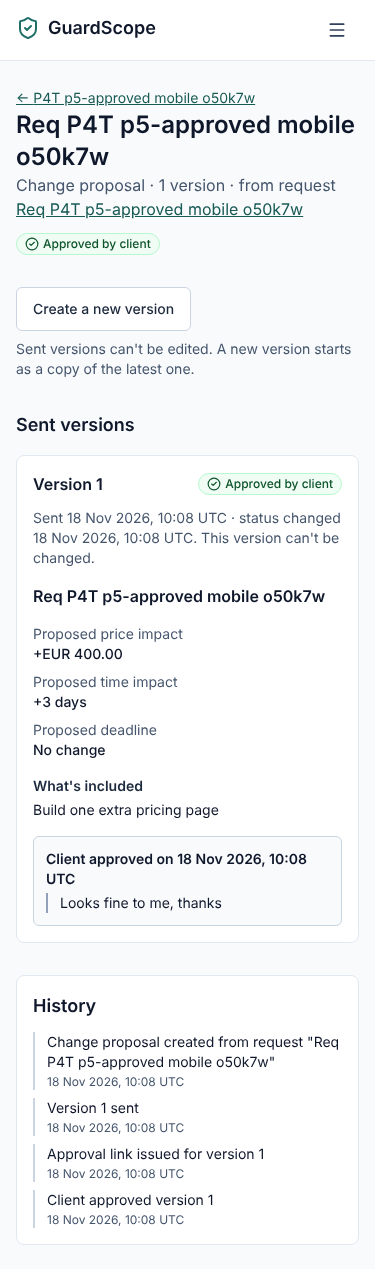 GuardScope
← P4T p5-approved mobile o50k7w
Req P4T p5-approved mobile
o50k7w
Change proposal · 1 version · from request
Req P4T p5-approved mobile o50k7w
Approved by client
Create a new version
Sent versions can't be edited. A new version starts
as a copy of the latest one.
Sent versions
Version 1
Approved by client
Sent 18 Nov 2026, 10:08 UTC · status changed
18 Nov 2026, 10:08 UTC. This version can't be
changed.
Req P4T p5-approved mobile o50k7w
Proposed price impact
+EUR 400.00
Proposed time impact
+3 days
Proposed deadline
No change
What's included
Build one extra pricing page
Client approved on 18 Nov 2026, 10:08
UTC
Looks fine to me, thanks
History
Change proposal created from request "Req
P4T p5-approved mobile o50k7w"
18 Nov 2026, 10:08 UTC
Version 1 sent
18 Nov 2026, 10:08 UTC
Approval link issued for version 1
18 Nov 2026, 10:08 UTC
Client approved version 1
18 Nov 2026, 10:08 UTC